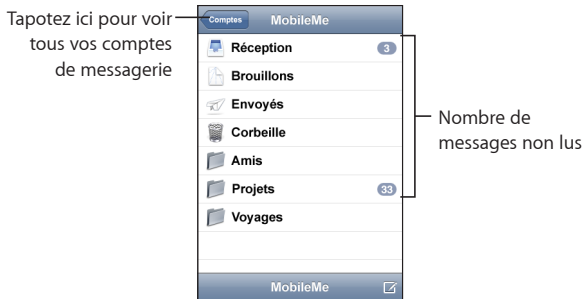 Tapotez ici pour voir
tous vos comptes
de messagerie
Comptes
MobileMe
Réception 3
Brouillons
Envoyés
Corbeille
Amis
Projets 33
Voyages
MobileMe
Nombre de
messages non lus